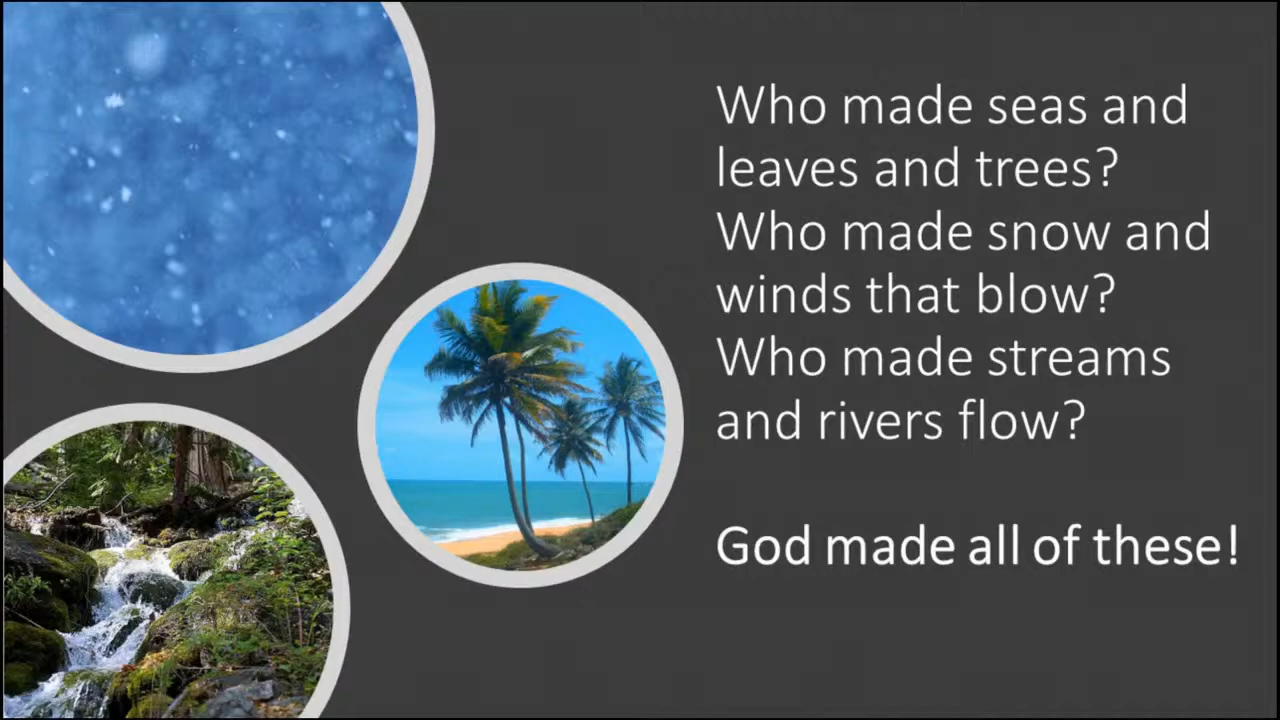 Who made seas and
leaves and trees?
Who made snow and
winds that blow?
Who made streams
and rivers flow?
God made all of these!